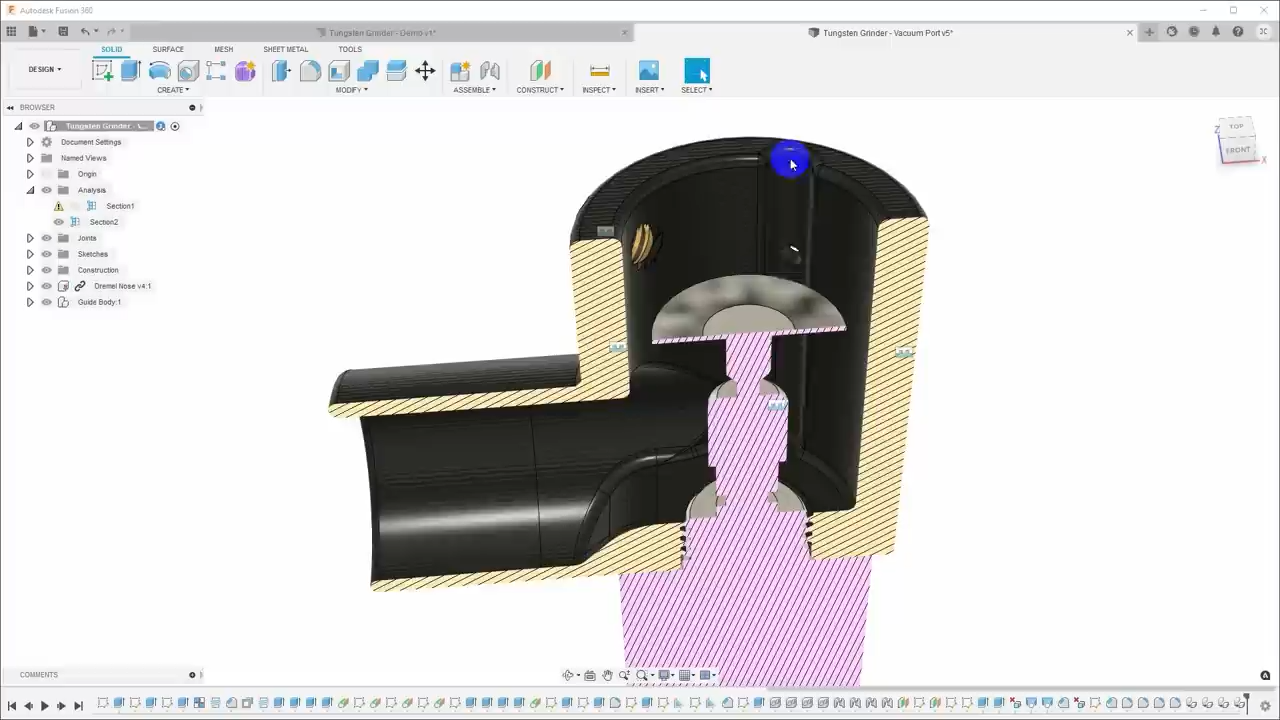 Autodesk Fusion 360
Tungsten Grinder - Demo v1*
Tungsten Grinder - Vacuum Port v5*
SOLID
SURFACE
MESH
SHEET METAL
TOOLS
DESIGN
CREATE
MODIFY
ASSEMBLE
CONSTRUCT
INSPECT
INSERT
SELECT
BROWSER
Tungsten Grinder -
Document Settings
Named Views
Origin
Analysis
Section1
Section2
Joints
Sketches
Construction
Dremel Nose v4:1
Guide Body:1
TOP
FRONT
Z
X
COMMENTS